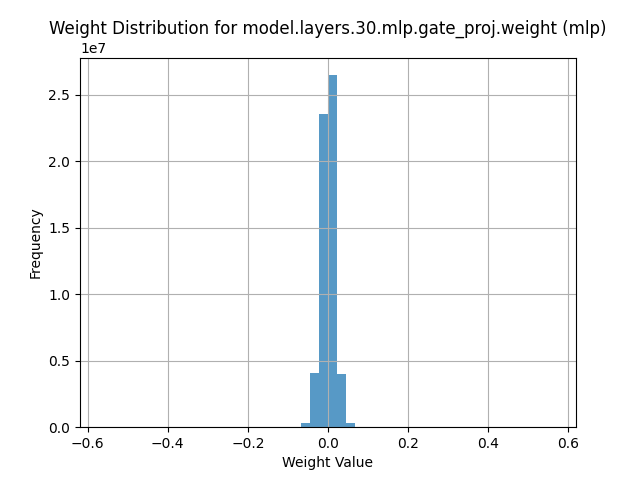 Weight Distribution for model.layers.30.mlp.gate_proj.weight (mlp)
1e7
2.5
2.0
1.5
1.0
0.5
0.0
Frequency
−0.6 −0.4 −0.2 0.0 0.2 0.4 0.6
Weight Value